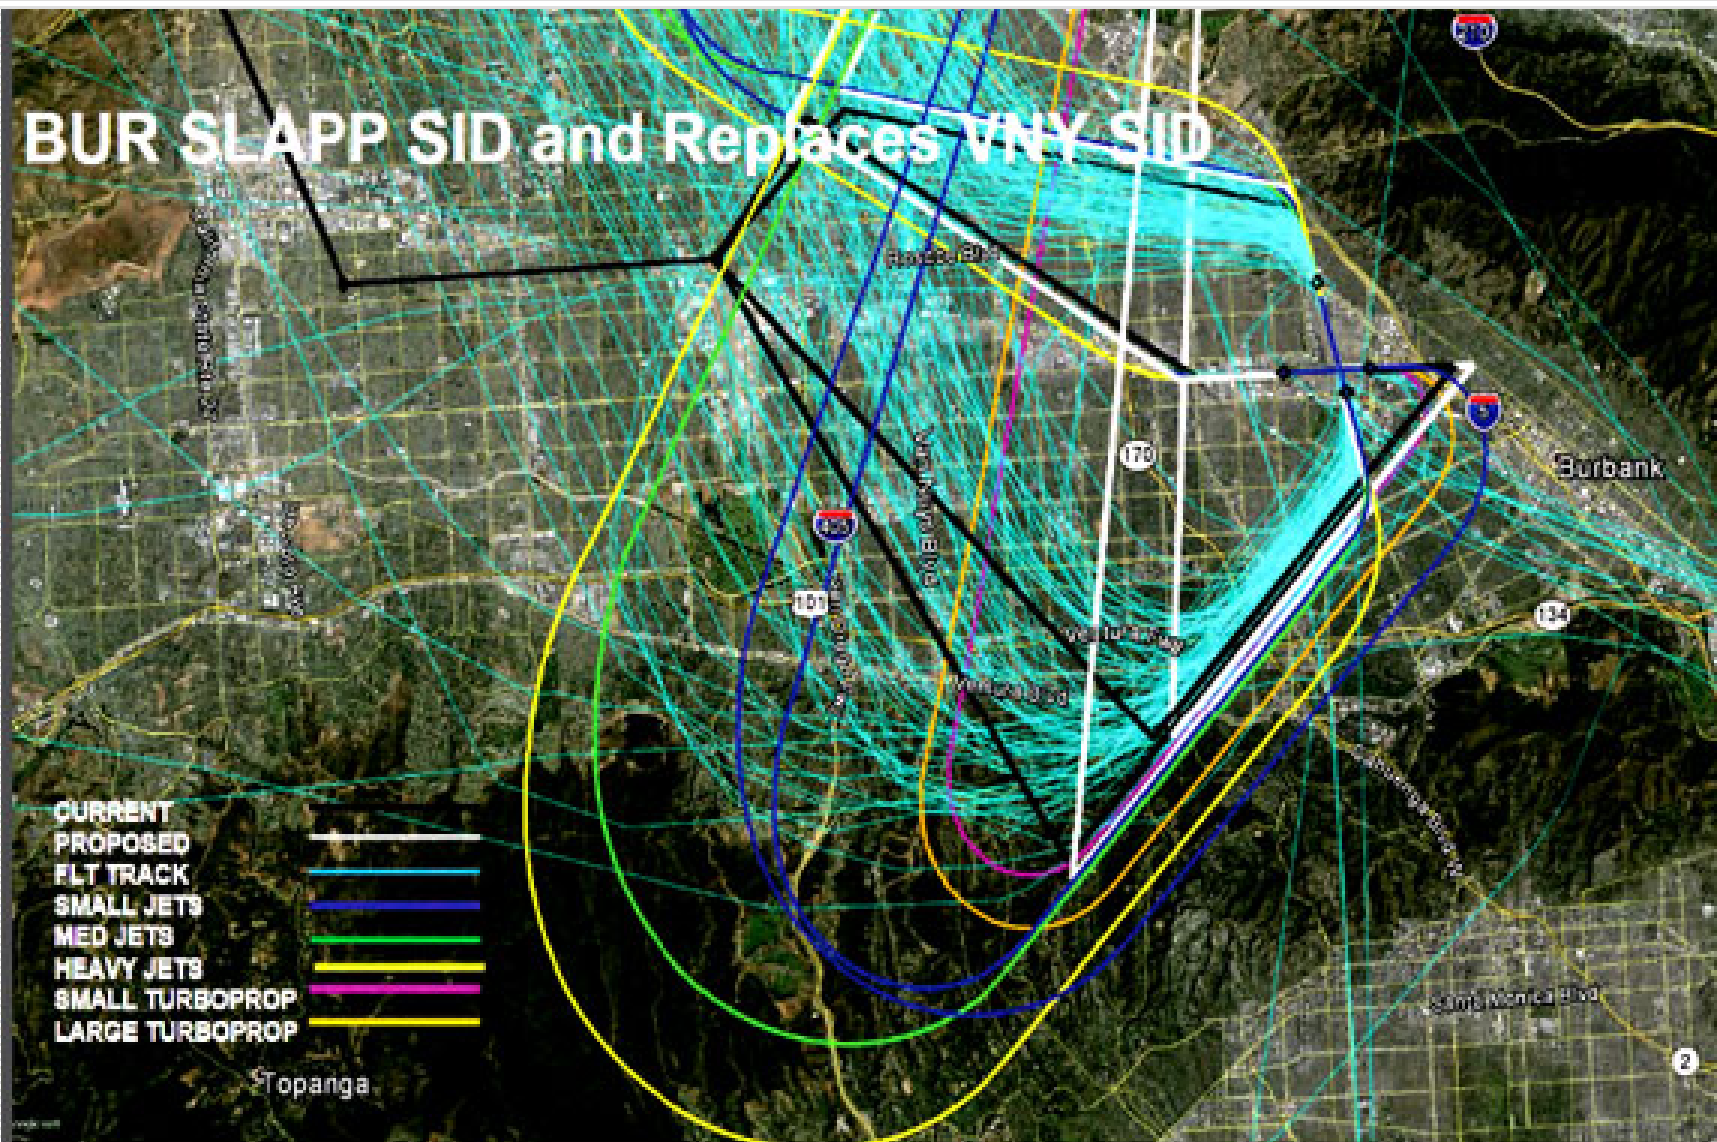 210
BUR SLAPP SID and Replaces VNY SID
Roscoe Blvd
5
170
Burbank
Van Nuys Blvd
405
101
134
Ventura Fwy
Ventura Blvd
CURRENT
PROPOSED
FLT TRACK
SMALL JETS
MED JETS
HEAVY JETS
SMALL TURBOPROP
LARGE TURBOPROP
Santa Monica Blvd
2
Topanga